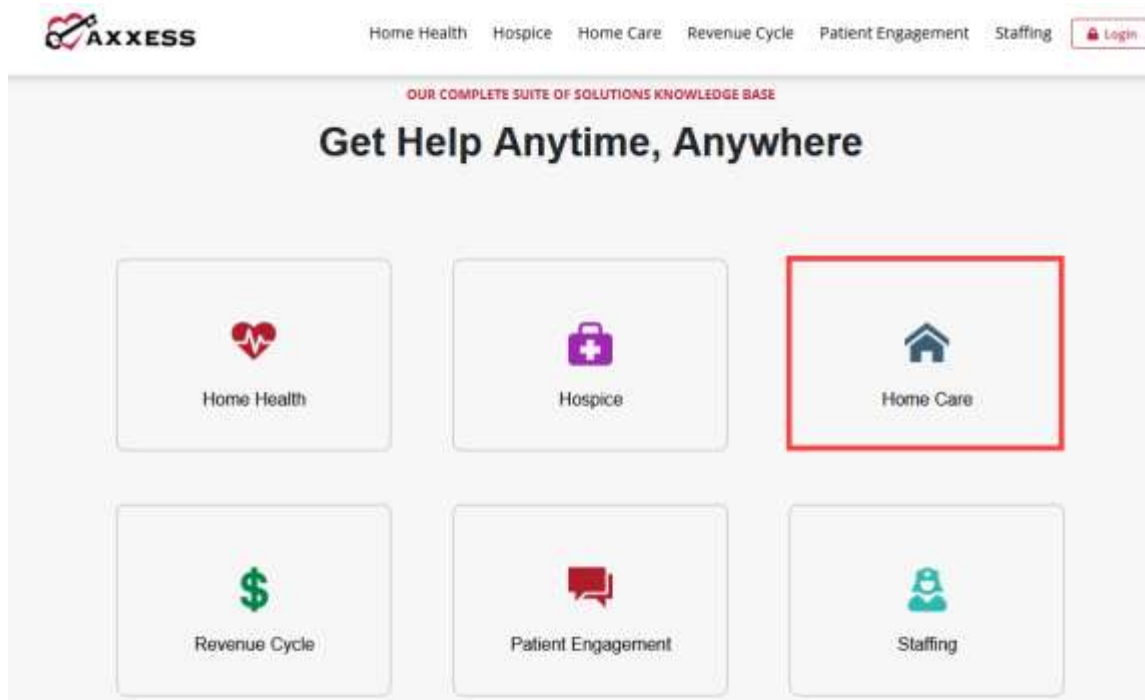 AXXESS
Home Health Hospice Home Care Revenue Cycle Patient Engagement Staffing Login
OUR COMPLETE SUITE OF SOLUTIONS KNOWLEDGE BASE
Get Help Anytime, Anywhere
Home Health Hospice Home Care
Revenue Cycle Patient Engagement Staffing